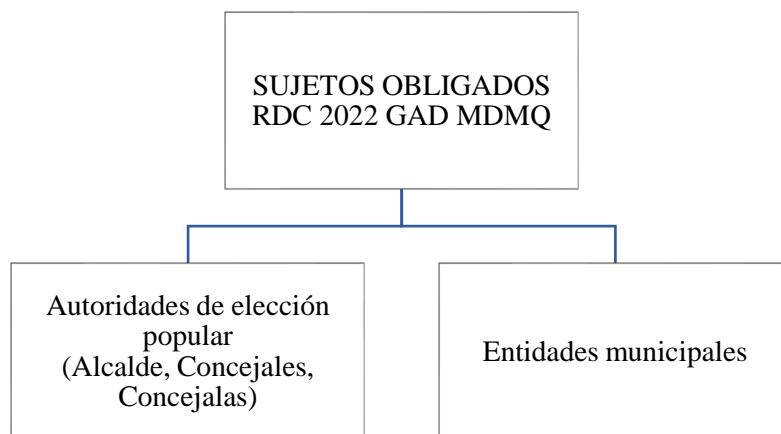 SUJETOS OBLIGADOS
RDC 2022 GAD MDMQ
Autoridades de elección
popular
(Alcalde, Concejales,
Concejalas)
Entidades municipales